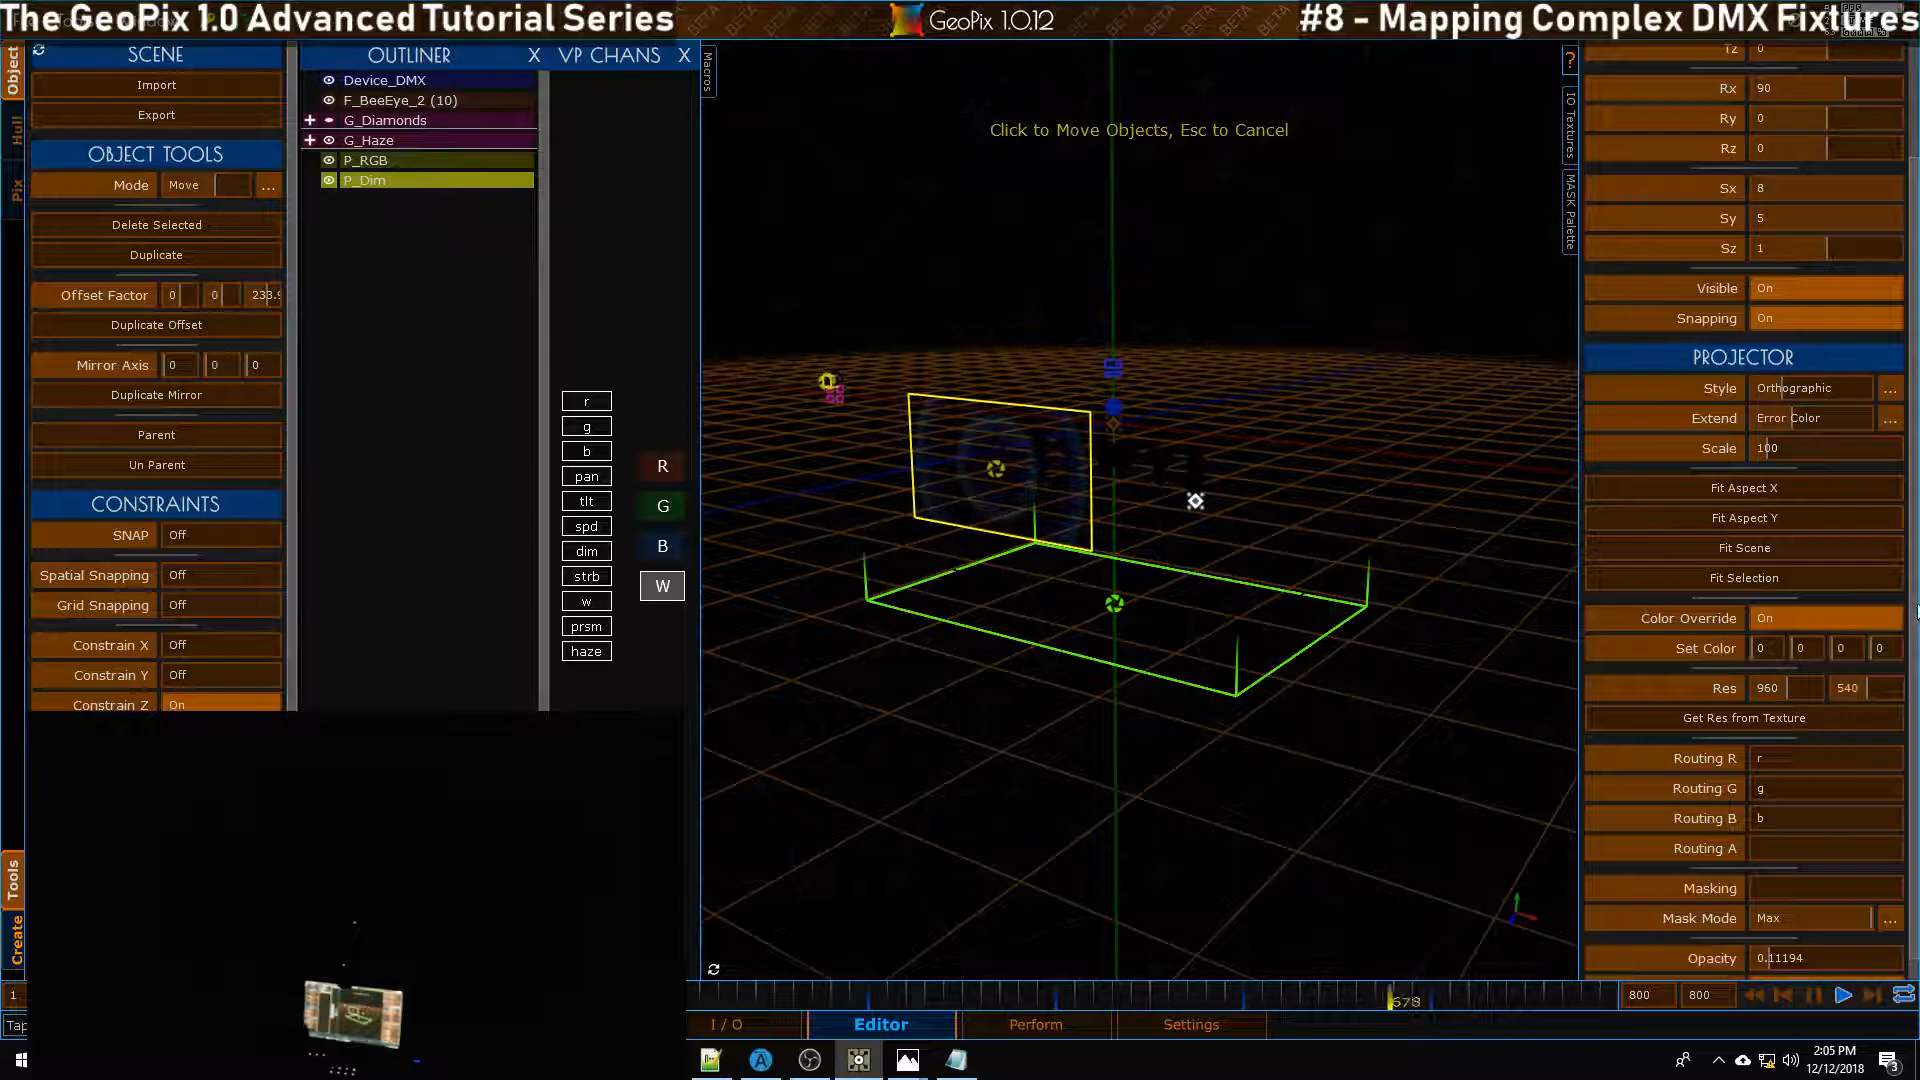 The GeoPix 1.0 Advanced Tutorial Series
GeoPix 1.0.12
#8 - Mapping Complex DMX Fixtures
Object
Hull
Pix
Tools
Create
SCENE
Import
Export
OBJECT TOOLS
Mode Move ...
Delete Selected
Duplicate
Offset Factor 0 0 233.9
Duplicate Offset
Mirror Axis 0 0 0
Duplicate Mirror
Parent
Un Parent
CONSTRAINTS
SNAP Off
Spatial Snapping Off
Grid Snapping Off
Constrain X Off
Constrain Y Off
Constrain Z On
OUTLINER X
Device_DMX
F_BeeEye_2 (10)
G_Diamonds
G_Haze
P_RGB
P_Dim
VP CHANS X
r
g
b
pan
tlt
spd
dim
strb
w
prsm
haze
R
G
B
W
Macros
Click to Move Objects, Esc to Cancel
?
IO Textures
MASK Palette
Tz 0
Rx 90
Ry 0
Rz 0
Sx 8
Sy 5
Sz 1
Visible On
Snapping On
PROJECTOR
Style Orthographic ...
Extend Error Color ...
Scale 100
Fit Aspect X
Fit Aspect Y
Fit Scene
Fit Selection
Color Override On
Set Color 0 0 0 0
Res 960 540
Get Res from Texture
Routing R r
Routing G g
Routing B b
Routing A
Masking
Mask Mode Max ...
Opacity 0.11194
1
Tap
678
800 800
I / O
Editor
Perform
Settings
2:05 PM
12/12/2018
3